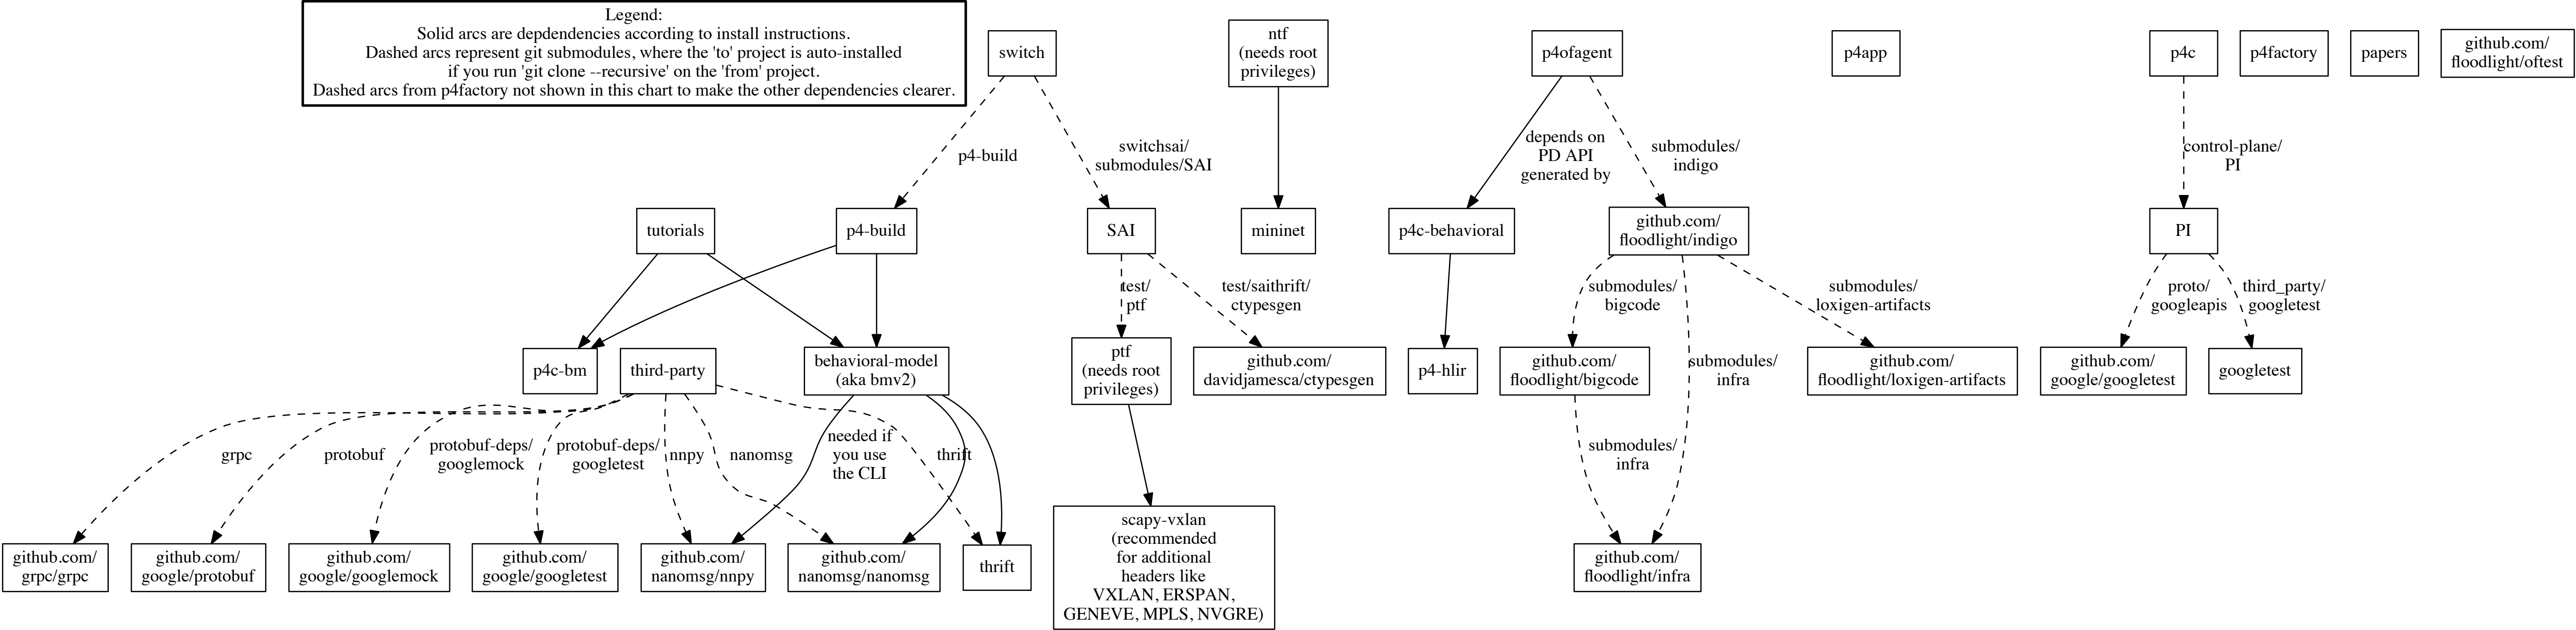 Legend:
Solid arcs are depdendencies according to install instructions.
Dashed arcs represent git submodules, where the 'to' project is auto-installed
if you run 'git clone --recursive' on the 'from' project.
Dashed arcs from p4factory not shown in this chart to make the other dependencies clearer.
switch
ntf
(needs root
privileges)
p4ofagent
p4app
p4c
p4factory
papers
github.com/
floodlight/oftest
p4-build
switchsai/
submodules/SAI
depends on
PD API
generated by
submodules/
indigo
control-plane/
PI
tutorials
p4-build
SAI
mininet
p4c-behavioral
github.com/
floodlight/indigo
PI
test/
ptf
test/saithrift/
ctypesgen
submodules/
bigcode
submodules/
loxigen-artifacts
proto/
googleapis
third_party/
googletest
p4c-bm
third-party
behavioral-model
(aka bmv2)
ptf
(needs root
privileges)
github.com/
davidjamesca/ctypesgen
p4-hlir
github.com/
floodlight/bigcode
submodules/
infra
github.com/
floodlight/loxigen-artifacts
github.com/
google/googletest
googletest
grpc
protobuf
protobuf-deps/
googlemock
protobuf-deps/
googletest
nnpy
nanomsg
needed if
you use
the CLI
thrift
submodules/
infra
github.com/
grpc/grpc
github.com/
google/protobuf
github.com/
google/googlemock
github.com/
google/googletest
github.com/
nanomsg/nnpy
github.com/
nanomsg/nanomsg
thrift
scapy-vxlan
(recommended
for additional
headers like
VXLAN, ERSPAN,
GENEVE, MPLS, NVGRE)
github.com/
floodlight/infra